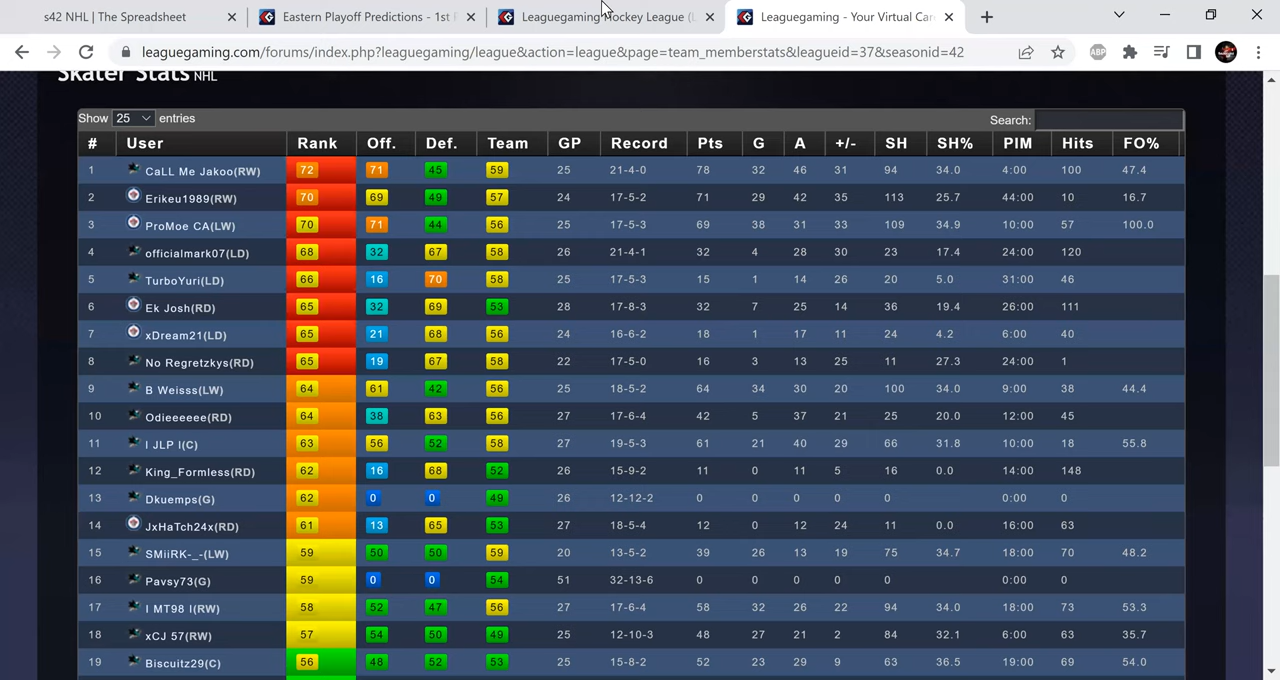 s42 NHL | The Spreadsheet
Eastern Playoff Predictions - 1st R
Leaguegaming Hockey League (L
Leaguegaming - Your Virtual Car
leaguegaming.com/forums/index.php?leaguegaming/league&action=league&page=team_memberstats&leagueid=37&seasonid=42
ABP
Skater Stats NHL
Show 25 entries Search:
# User Rank Off. Def. Team GP Record Pts G A +/- SH SH% PIM Hits FO%
1 CaLL Me Jakoo(RW) 72 71 45 59 25 21-4-0 78 32 46 31 94 34.0 4:00 100 47.4
2 Erikeu1989(RW) 70 69 49 57 24 17-5-2 71 29 42 35 113 25.7 44:00 10 16.7
3 ProMoe CA(LW) 70 71 44 56 25 17-5-3 69 38 31 33 109 34.9 10:00 57 100.0
4 officialmark07(LD) 68 32 67 58 26 21-4-1 32 4 28 30 23 17.4 24:00 120
5 TurboYuri(LD) 66 16 70 58 25 17-5-3 15 1 14 26 20 5.0 31:00 46
6 Ek Josh(RD) 65 32 69 53 28 17-8-3 32 7 25 14 36 19.4 26:00 111
7 xDream21(LD) 65 21 68 56 24 16-6-2 18 1 17 11 24 4.2 6:00 40
8 No Regretzkys(RD) 65 19 67 58 22 17-5-0 16 3 13 25 11 27.3 24:00 1
9 B Weisss(LW) 64 61 42 56 25 18-5-2 64 34 30 20 100 34.0 9:00 38 44.4
10 Odieeeeee(RD) 64 38 63 56 27 17-6-4 42 5 37 21 25 20.0 12:00 45
11 I JLP I(C) 63 56 52 58 27 19-5-3 61 21 40 29 66 31.8 10:00 18 55.8
12 King_Formless(RD) 62 16 68 52 26 15-9-2 11 0 11 5 16 0.0 14:00 148
13 Dkuemps(G) 62 0 0 49 26 12-12-2 0 0 0 0 0 0:00 0
14 JxHaTch24x(RD) 61 13 65 53 27 18-5-4 12 0 12 24 11 0.0 16:00 63
15 SMiiRK-_-(LW) 59 50 50 59 20 13-5-2 39 26 13 19 75 34.7 18:00 70 48.2
16 Pavsy73(G) 59 0 0 54 51 32-13-6 0 0 0 0 0 0:00 0
17 I MT98 I(RW) 58 52 47 56 27 17-6-4 58 32 26 22 94 34.0 18:00 73 53.3
18 xCJ 57(RW) 57 54 50 49 25 12-10-3 48 27 21 2 84 32.1 6:00 63 35.7
19 Biscuitz29(C) 56 48 52 53 25 15-8-2 52 23 29 9 63 36.5 19:00 69 54.0